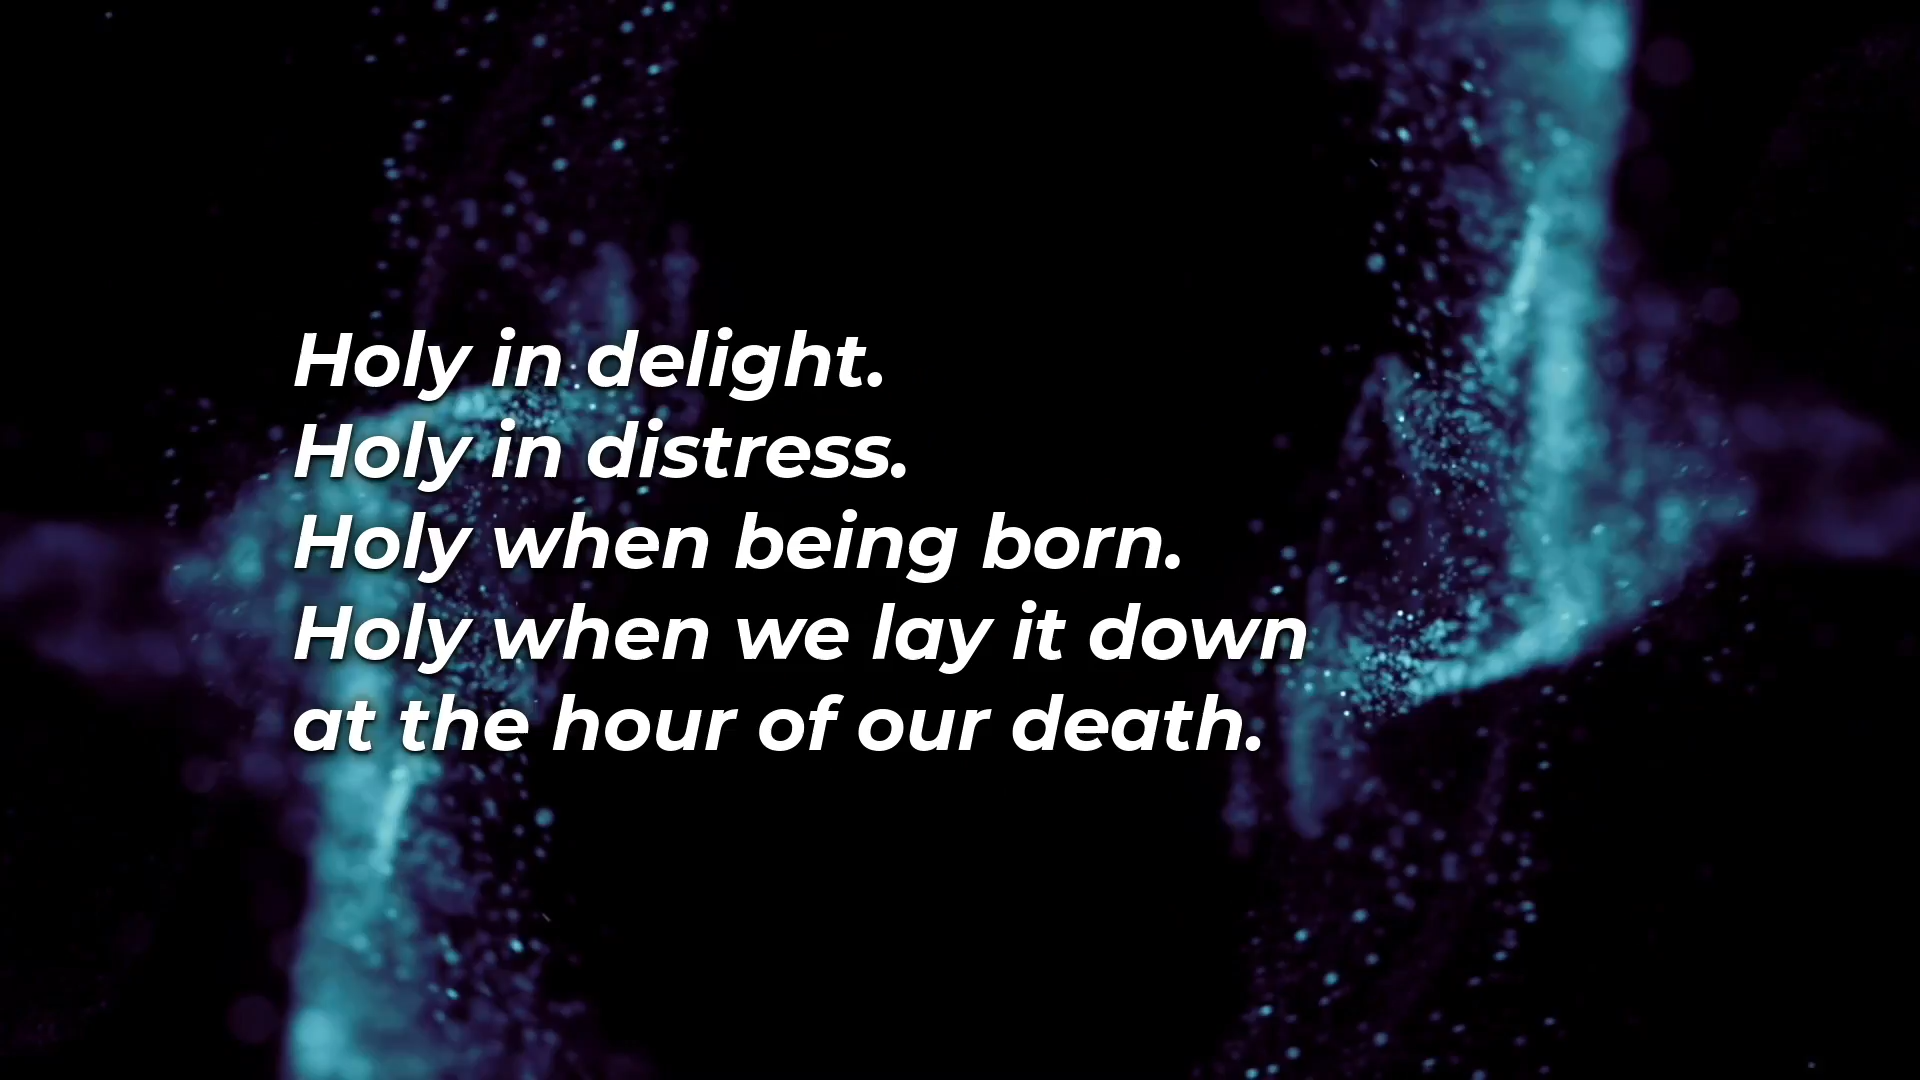 Holy in delight.
Holy in distress.
Holy when being born.
Holy when we lay it down
at the hour of our death.